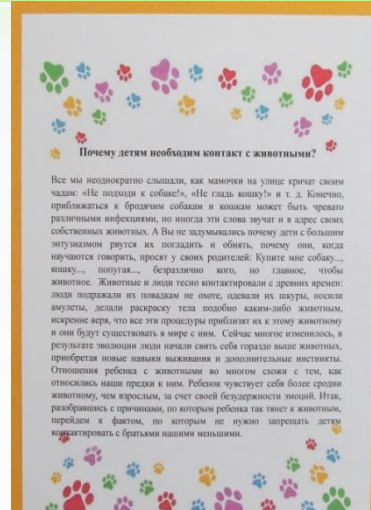 Почему детям необходим контакт с животными?
Все мы неоднократно слышали, как мамочки на улице кричат своим
чадам: «Не подходи к собаке!», «Не гладь кошку!» и т. д. Конечно,
приближаться к бродячим собакам и кошкам может быть чревато
различными инфекциями, но иногда эти слова звучат и в адрес своих
собственных животных. А Вы не задумывались почему дети с большим
энтузиазмом рвутся их погладить и обнять, почему они, когда
научаются говорить, просят у своих родителей: Купите мне собаку...,
кошку..., попугая..., безразлично кого, но главное, чтобы
животное. Животные и люди тесно контактировали с древних времен:
люди подражали их повадкам не охоте, одевали их шкуры, носили
амулеты, делали раскраску тела подобно каким-либо животным,
искренне веря, что все эти процедуры приблизят их к этому животному
и они будут существовать в мире с ним. Сейчас многое изменилось, в
результате эволюции люди начали свить себя гораздо выше животных,
приобретая новые навыки выживания и дополнительные инстинкты.
Отношения ребенка с животными во многом схожи с тем, как
относились наши предки к ним. Ребенок чувствует себя более сродни
животному, чем взрослым, за счет своей безудержности эмоций. Итак,
разобравшись с причинами, по которым ребенка так тянет к животным,
перейдем к фактом, по которым не нужно запрещать детям
контактировать с братьями нашими меньшими.